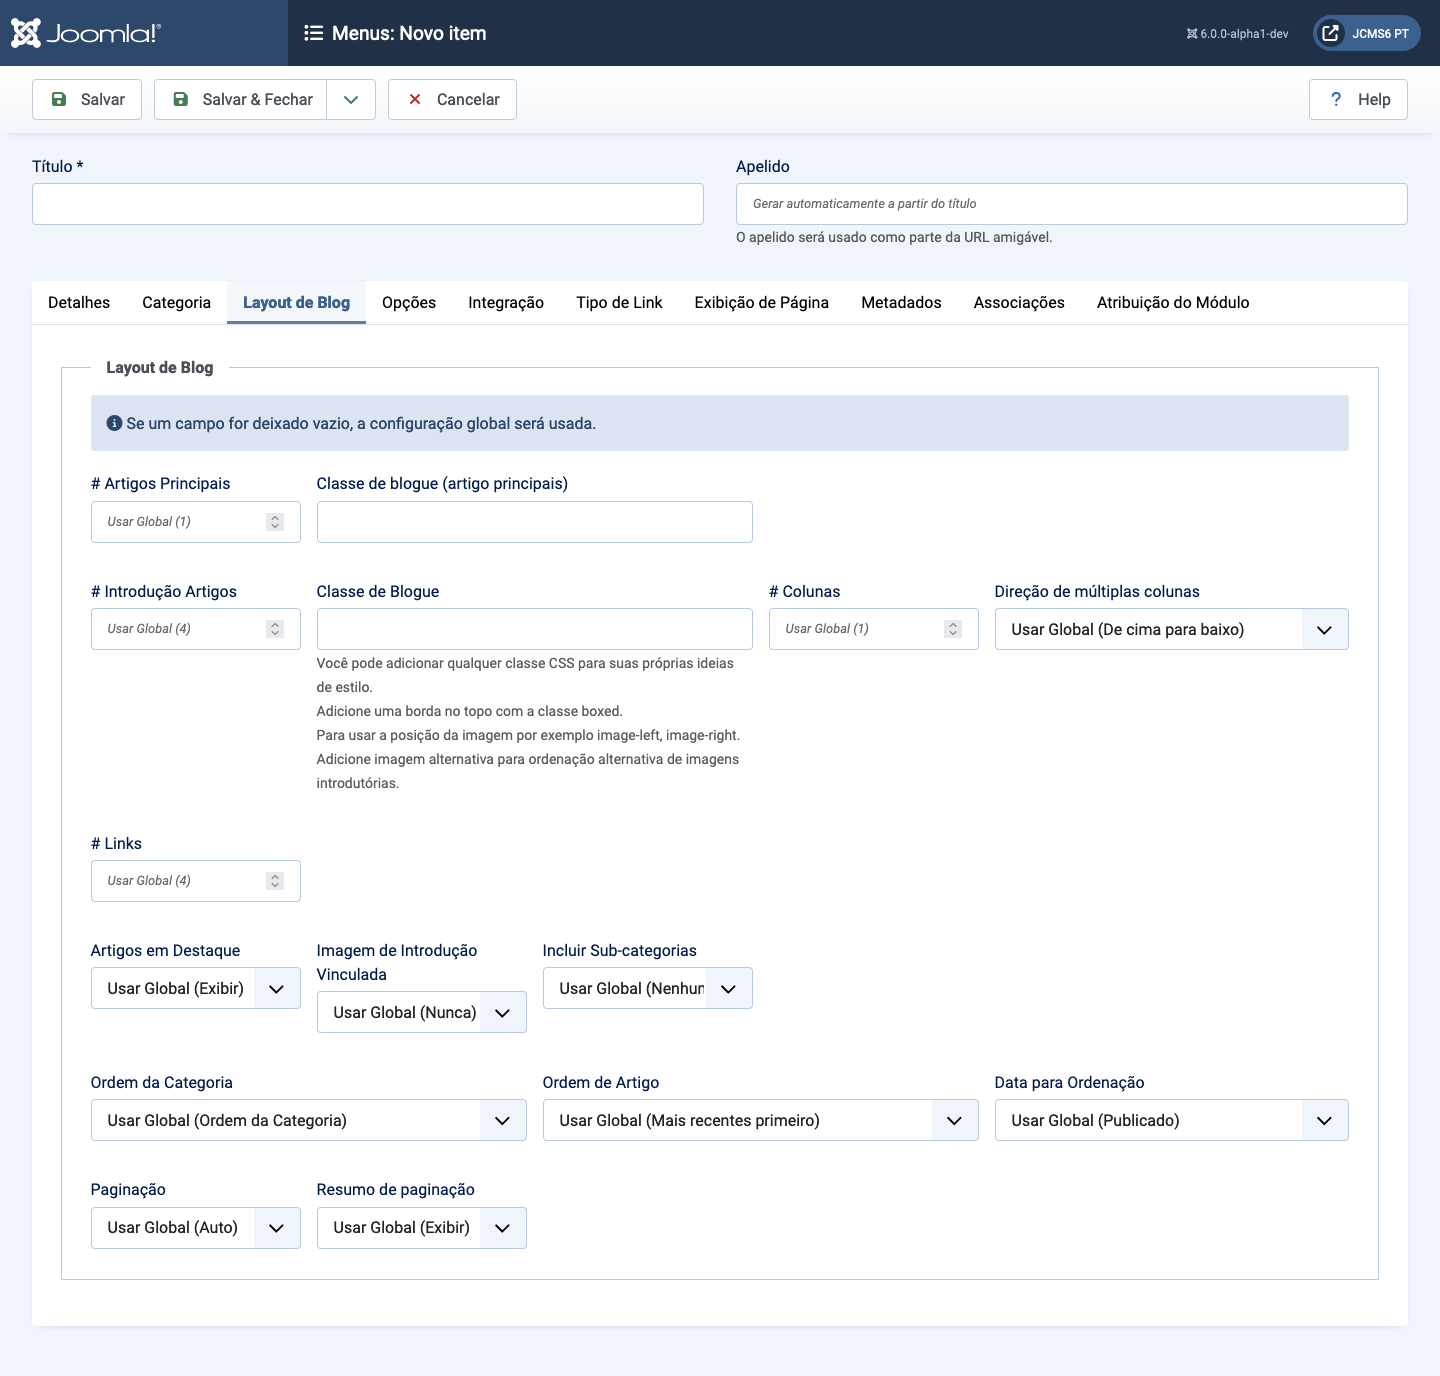 Joomla!®
Menus: Novo item
6.0.0-alpha1-dev
JCMS6 PT
Salvar
Salvar & Fechar
Cancelar
? Help
Título *
Apelido
Gerar automaticamente a partir do título
O apelido será usado como parte da URL amigável.
Detalhes Categoria Layout de Blog Opções Integração Tipo de Link Exibição de Página Metadados Associações Atribuição do Módulo
Layout de Blog
Se um campo for deixado vazio, a configuração global será usada.
# Artigos Principais
Classe de blogue (artigo principais)
Usar Global (1)
# Introdução Artigos
Classe de Blogue
# Colunas
Direção de múltiplas colunas
Usar Global (4)
Usar Global (1)
Usar Global (De cima para baixo)
Você pode adicionar qualquer classe CSS para suas próprias ideias
de estilo.
Adicione uma borda no topo com a classe boxed.
Para usar a posição da imagem por exemplo image-left, image-right.
Adicione imagem alternativa para ordenação alternativa de imagens
introdutórias.
# Links
Usar Global (4)
Artigos em Destaque
Usar Global (Exibir)
Imagem de Introdução
Vinculada
Usar Global (Nunca)
Incluir Sub-categorias
Usar Global (Nenhun
Ordem da Categoria
Usar Global (Ordem da Categoria)
Ordem de Artigo
Usar Global (Mais recentes primeiro)
Data para Ordenação
Usar Global (Publicado)
Paginação
Usar Global (Auto)
Resumo de paginação
Usar Global (Exibir)